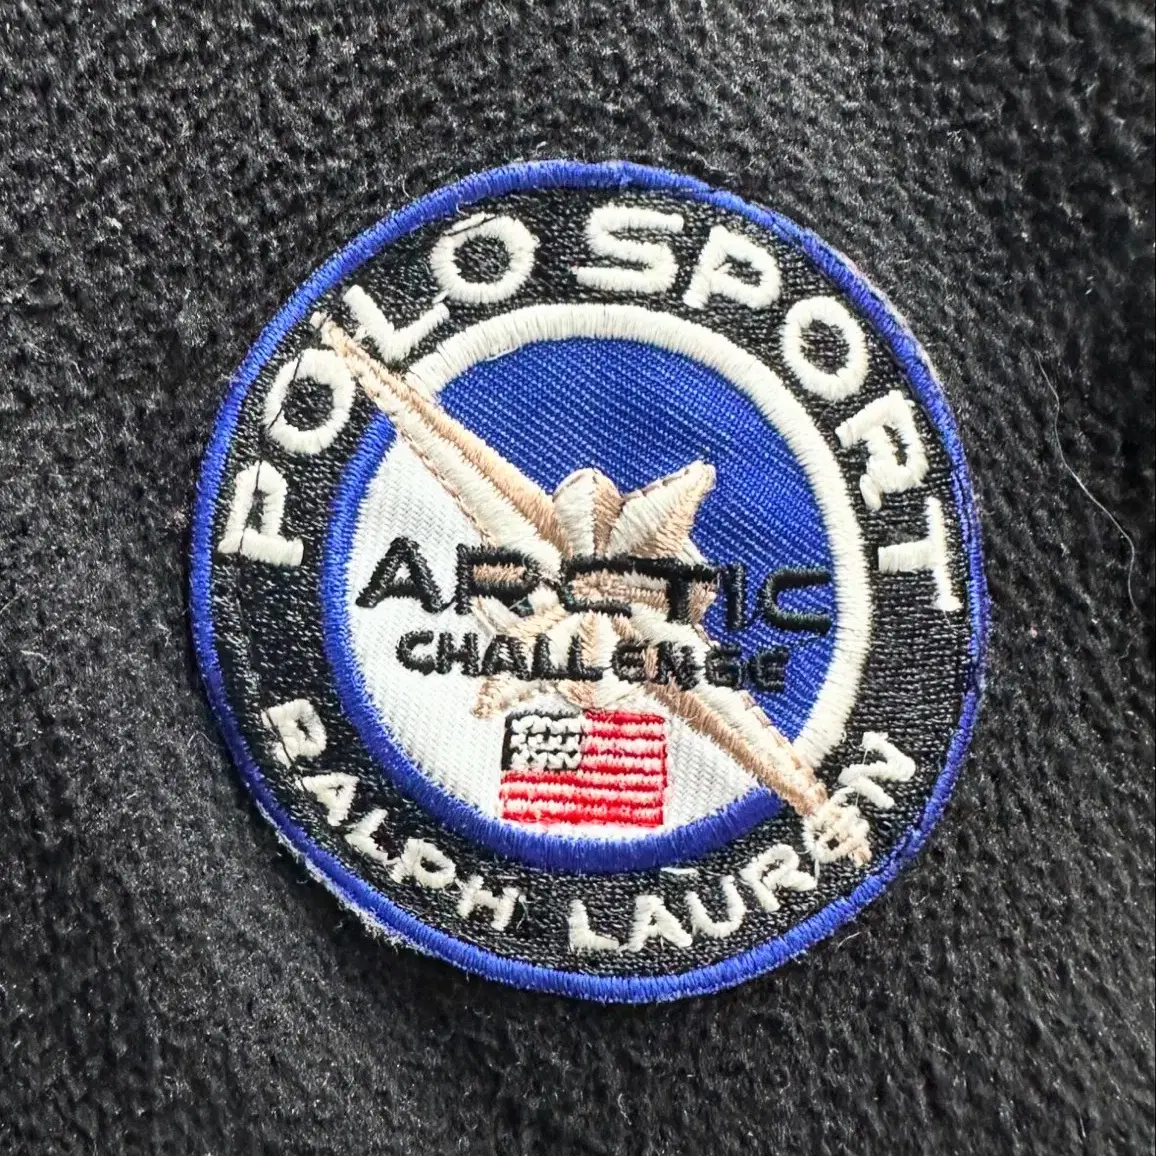 POLO SPORT
ARCTIC
CHALLENGE
RALPH LAUREN